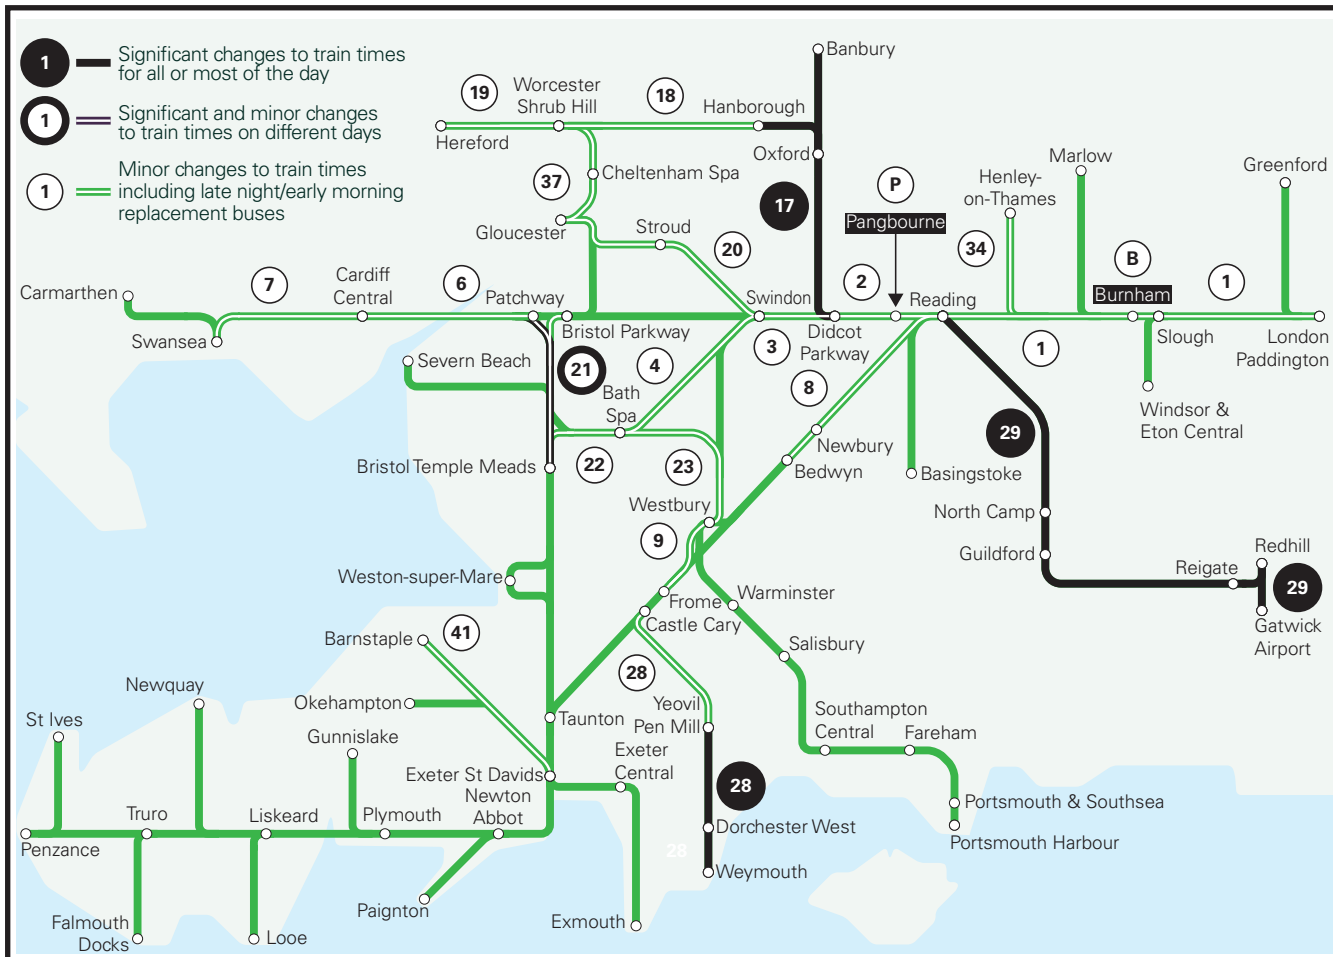 1
Significant changes to train times
for all or most of the day
1
Significant and minor changes
to train times on different days
1
Minor changes to train times
including late night/early morning
replacement buses
Banbury
19
Worcester
Shrub Hill
18
Hanborough
Hereford
Oxford
Marlow
Greenford
Cheltenham Spa
37
17
P
Henley-
on-Thames
Gloucester
Stroud
Pangbourne
34
20
B
7
Cardiff
Central
6
Patchway
Swindon
2
Reading
Burnham
1
Carmarthen
Swansea
Bristol Parkway
3
Didcot
Parkway
1
Slough
London
Paddington
Severn Beach
21
4
8
Bath
Spa
Windsor &
Eton Central
29
Newbury
Bristol Temple Meads
22
23
Bedwyn
Basingstoke
Westbury
North Camp
9
Guildford
Redhill
Reigate
29
Weston-super-Mare
Frome
Warminster
Castle Cary
Gatwick
Airport
Barnstaple
41
Salisbury
28
Newquay
Okehampton
Yeovil
Pen Mill
St Ives
Taunton
Southampton
Central
Fareham
Gunnislake
Exeter
Central
Exeter St Davids
28
Newton
Abbot
Truro
Liskeard
Plymouth
Portsmouth & Southsea
Penzance
Dorchester West
Portsmouth Harbour
28
Weymouth
Paignton
Falmouth
Docks
Looe
Exmouth